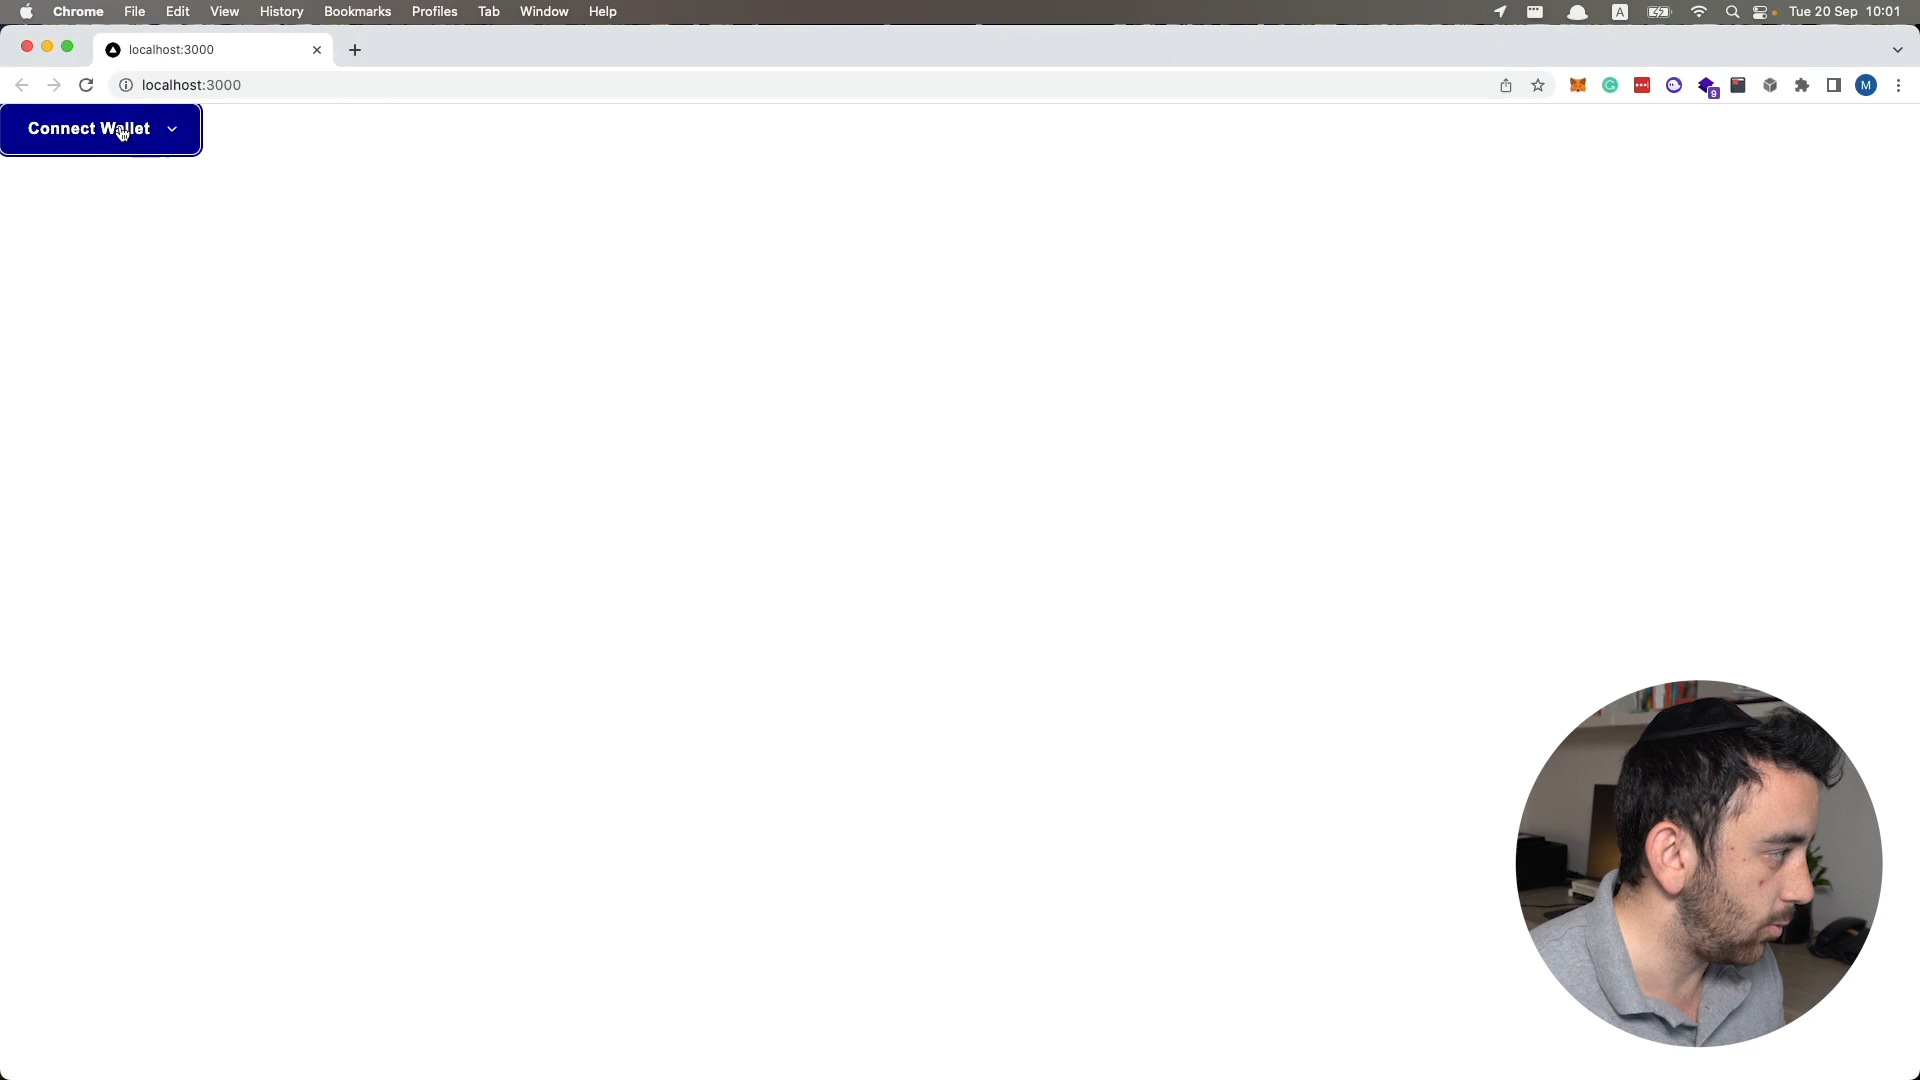 Chrome File Edit View History Bookmarks Profiles Tab Window Help A Tue 20 Sep 10:01
localhost:3000
localhost:3000 9 M
Connect Wallet